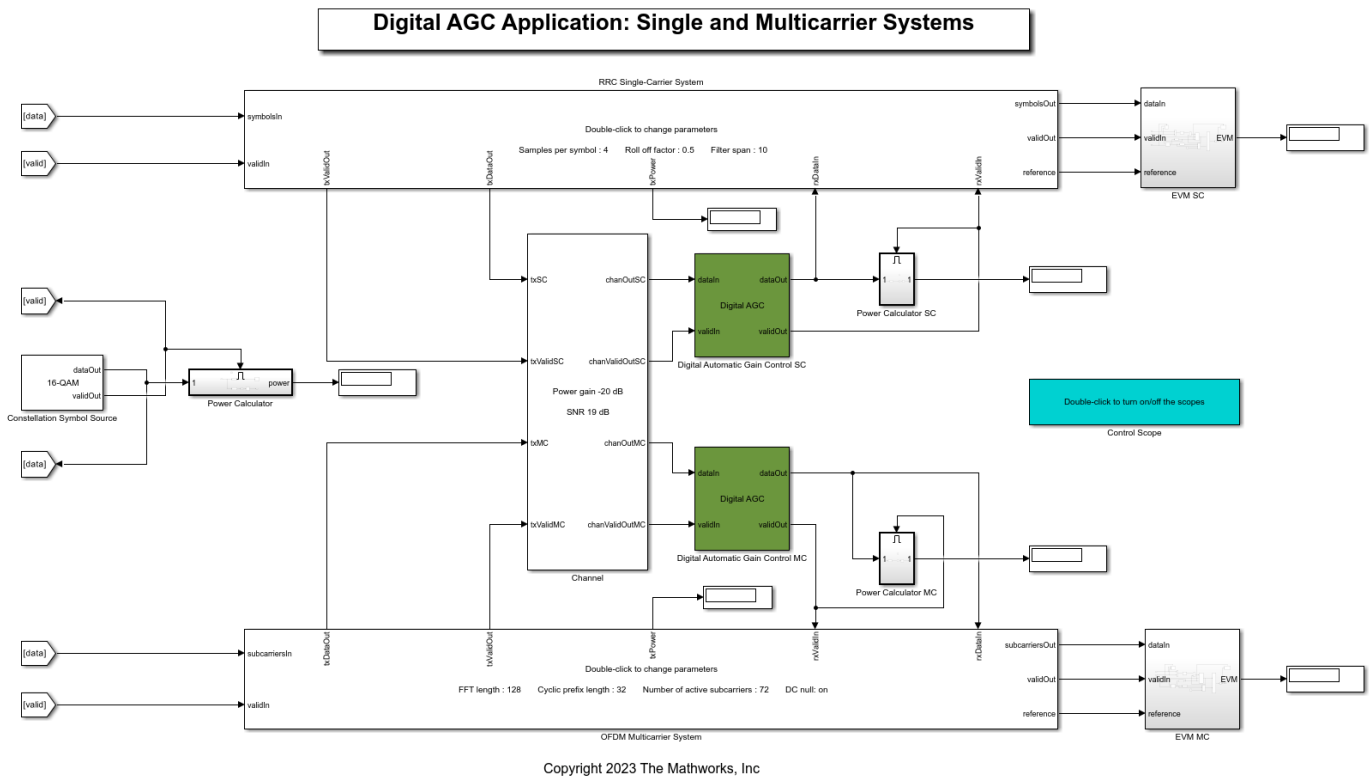 Digital AGC Application: Single and Multicarrier Systems
RRC Single-Carrier System
[data]
[valid]
symbolsIn
validIn
Double-click to change parameters
Samples per symbol : 4 Roll off factor : 0.5 Filter span : 10
txValidOut
txDataOut
txPower
rxDataIn
rxValidIn
symbolsOut
validOut
reference
dataIn
validIn
reference
EVM
EVM SC
txSC
txValidSC
txMC
txValidMC
Power gain -20 dB
SNR 19 dB
chanOutSC
chanValidOutSC
chanOutMC
chanValidOutMC
Channel
dataIn
validIn
Digital AGC
dataOut
validOut
Digital Automatic Gain Control SC
1
1
Power Calculator SC
[valid]
16-QAM
dataOut
validOut
Constellation Symbol Source
[data]
1
power
Power Calculator
Double-click to turn on/off the scopes
Control Scope
dataIn
validIn
Digital AGC
dataOut
validOut
Digital Automatic Gain Control MC
1
1
Power Calculator MC
[data]
[valid]
subcarriersIn
validIn
txDataOut
txValidOut
txPower
rxValidIn
rxDataIn
Double-click to change parameters
FFT length : 128 Cyclic prefix length : 32 Number of active subcarriers : 72 DC null: on
subcarriersOut
validOut
reference
OFDM Multicarrier System
dataIn
validIn
reference
EVM
EVM MC
Copyright 2023 The Mathworks, Inc